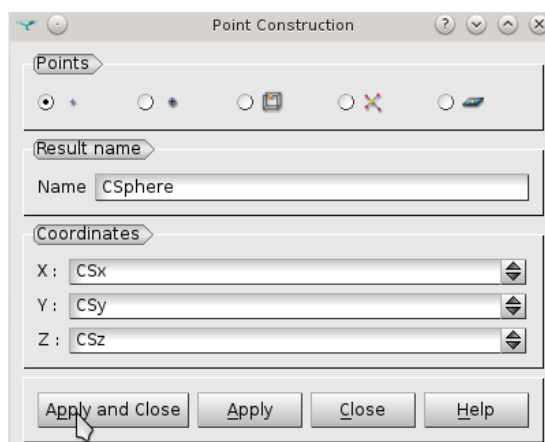 Point Construction
Points
Result name
Name CSphere
Coordinates
X: CSx
Y: CSy
Z: CSz
Apply and Close Apply Close Help